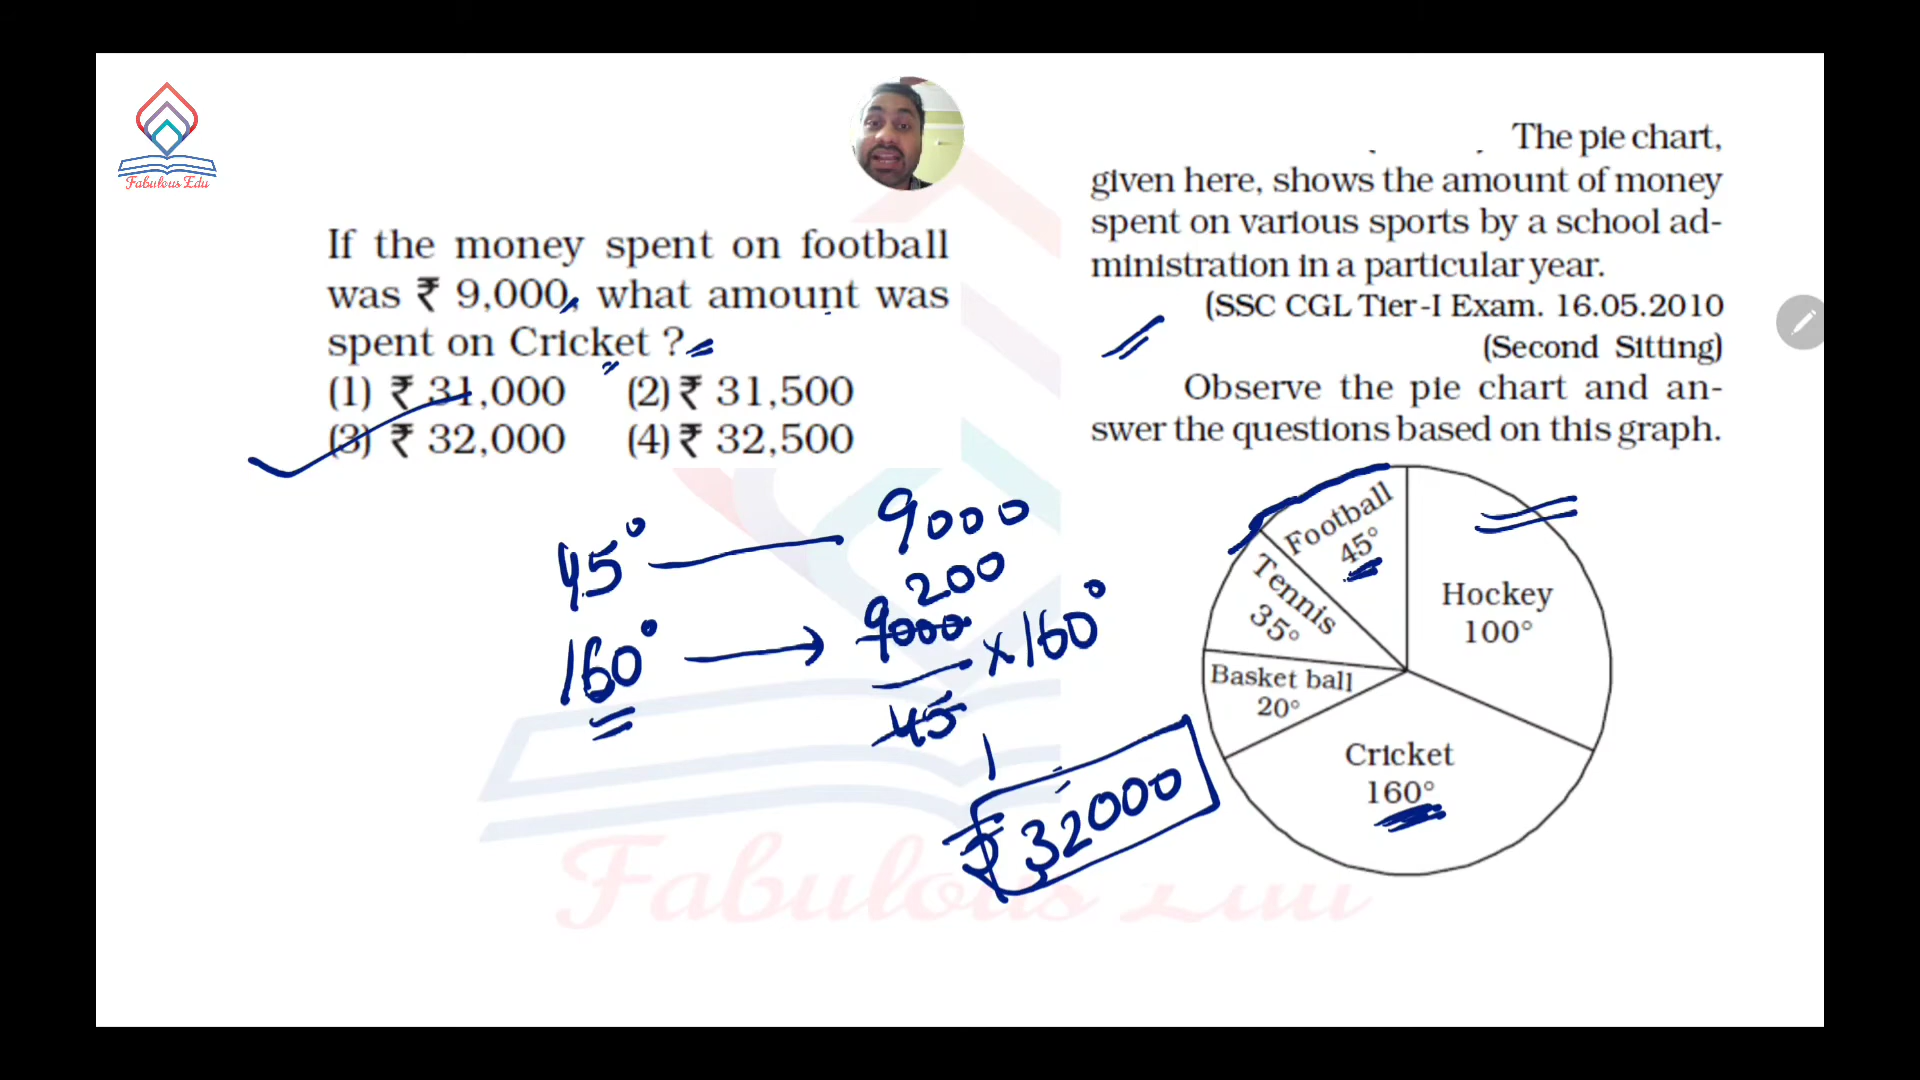 Fabulous Edu
If the money spent on football
was ₹ 9,000, what amount was
spent on Cricket ?
(1) ₹ 31,000 (2) ₹ 31,500
(3) ₹ 32,000 (4) ₹ 32,500
45° 9000
200
160° 9000 × 160°
45
1
₹ 32000
The pie chart,
given here, shows the amount of money
spent on various sports by a school ad-
ministration in a particular year.
(SSC CGL Tier-I Exam. 16.05.2010
(Second Sitting)
Observe the pie chart and an-
swer the questions based on this graph.
Football
45°
Tennis
35°
Hockey
100°
Basket ball
20°
Cricket
160°
Fabulous